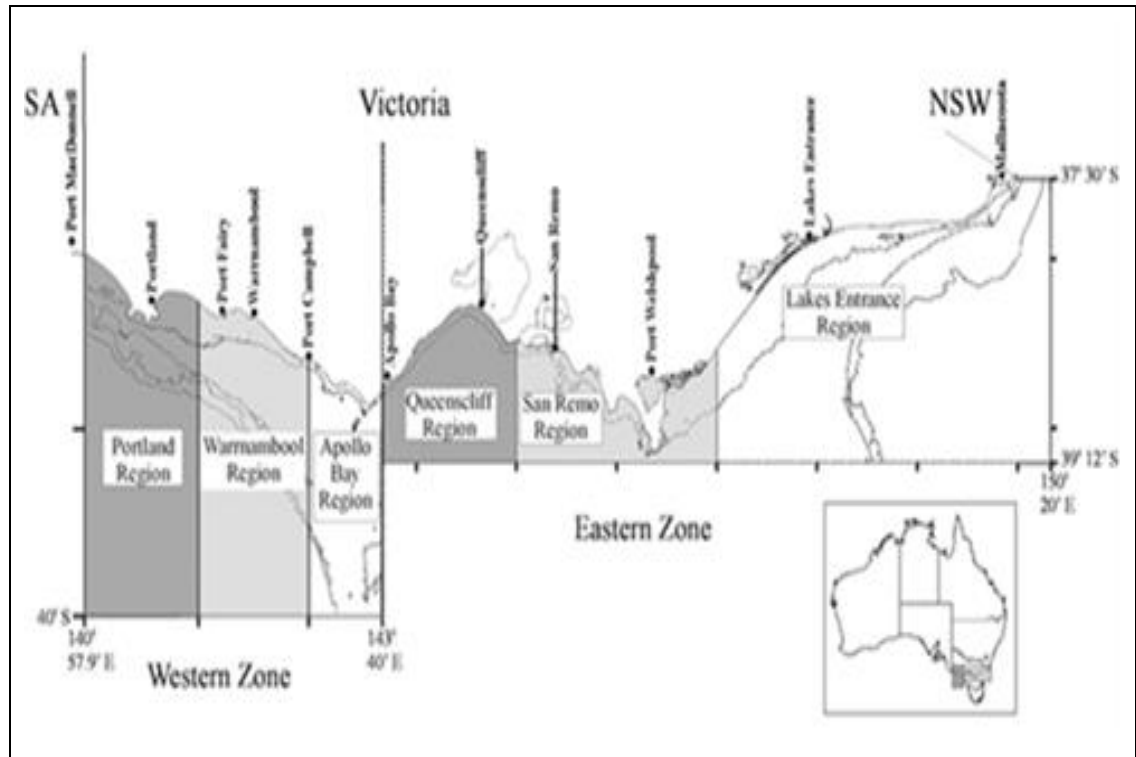 SA
Victoria
NSW
Port MacDonnell
Portland
Port Fairy
Warrnambool
Port Campbell
Apollo Bay
Queenscliff
San Remo
Port Welshpool
Lakes Entrance
Mallacoota
37 30' S
Lakes Entrance
Region
Queenscliff
Region
San Remo
Region
Portland
Region
Warrnambool
Region
Apollo
Bay
Region
39' 12' S
150'
20' E
Eastern Zone
40' S
140'
57.9' E
143'
40' E
Western Zone